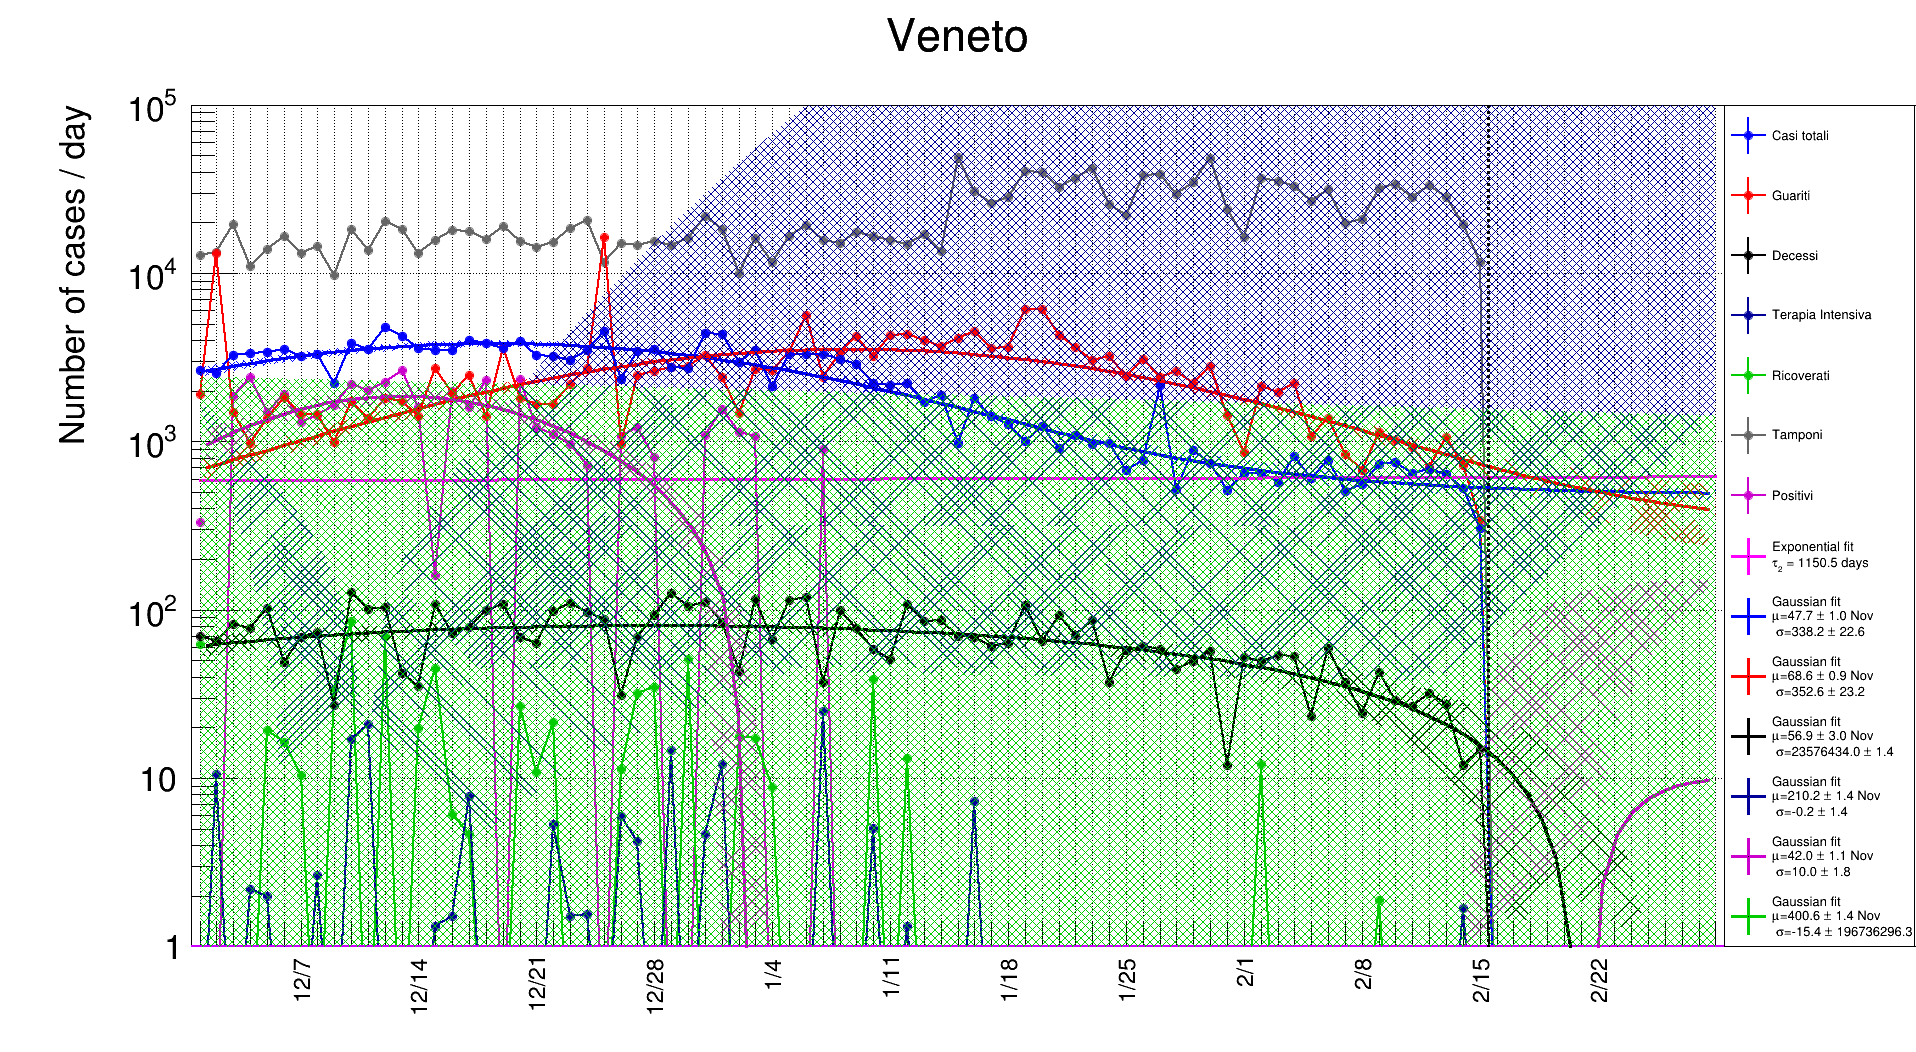 Veneto
Number of cases / day
10^5
10^4
10^3
10^2
10
1
12/7
12/14
12/21
12/28
1/4
1/11
1/18
1/25
2/1
2/8
2/15
2/22
Casi totali
Guariti
Decessi
Terapia Intensiva
Ricoverati
Tamponi
Positivi
Exponential fit
τ₂ = 1150.5 days
Gaussian fit
μ=47.7 ± 1.0 Nov
σ=338.2 ± 22.6
Gaussian fit
μ=68.6 ± 0.9 Nov
σ=352.6 ± 23.2
Gaussian fit
μ=56.9 ± 3.0 Nov
σ=23576434.0 ± 1.4
Gaussian fit
μ=210.2 ± 1.4 Nov
σ=-0.2 ± 1.4
Gaussian fit
μ=42.0 ± 1.1 Nov
σ=10.0 ± 1.8
Gaussian fit
μ=400.6 ± 1.4 Nov
σ=-15.4 ± 196736296.3